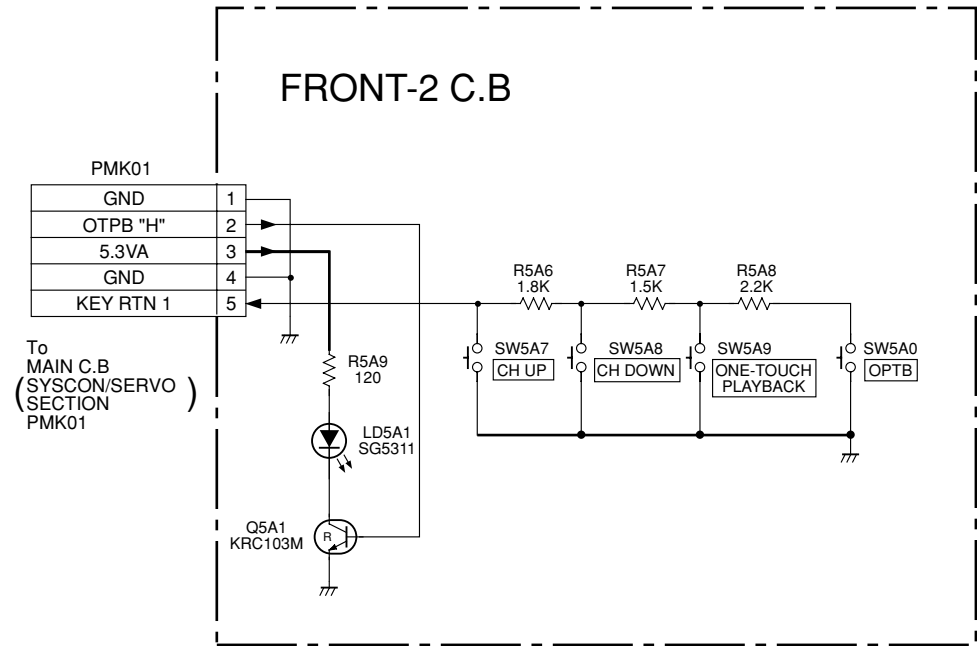 FRONT-2 C.B
PMK01
GND 1
OTPB "H" 2
5.3VA 3
GND 4
KEY RTN 1 5
To
MAIN C.B
(SYSCON/SERVO
SECTION)
PMK01
R5A6
1.8K
R5A7
1.5K
R5A8
2.2K
SW5A7
CH UP
SW5A8
CH DOWN
SW5A9
ONE-TOUCH
PLAYBACK
SW5A0
OPTB
R5A9
120
LD5A1
SG5311
Q5A1
KRC103M
R